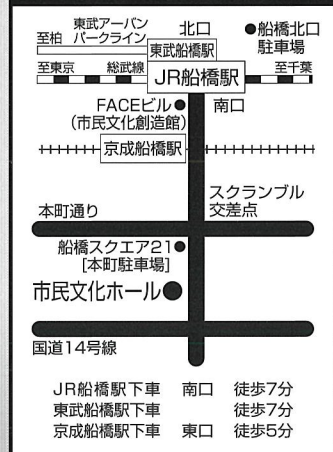 東武アーバン
パークライン
至柏
北口
●船橋北口
駐車場
東武船橋駅
至東京 総武線
JR船橋駅
至千葉
FACEビル●
(市民文化創造館)
南口
京成船橋駅
スクランブル
交差点
本町通り
船橋スクエア21●
[本町駐車場]
市民文化ホール●
国道14号線
JR船橋駅下車 南口 徒歩7分
東武船橋駅下車 徒歩7分
京成船橋駅下車 東口 徒歩5分